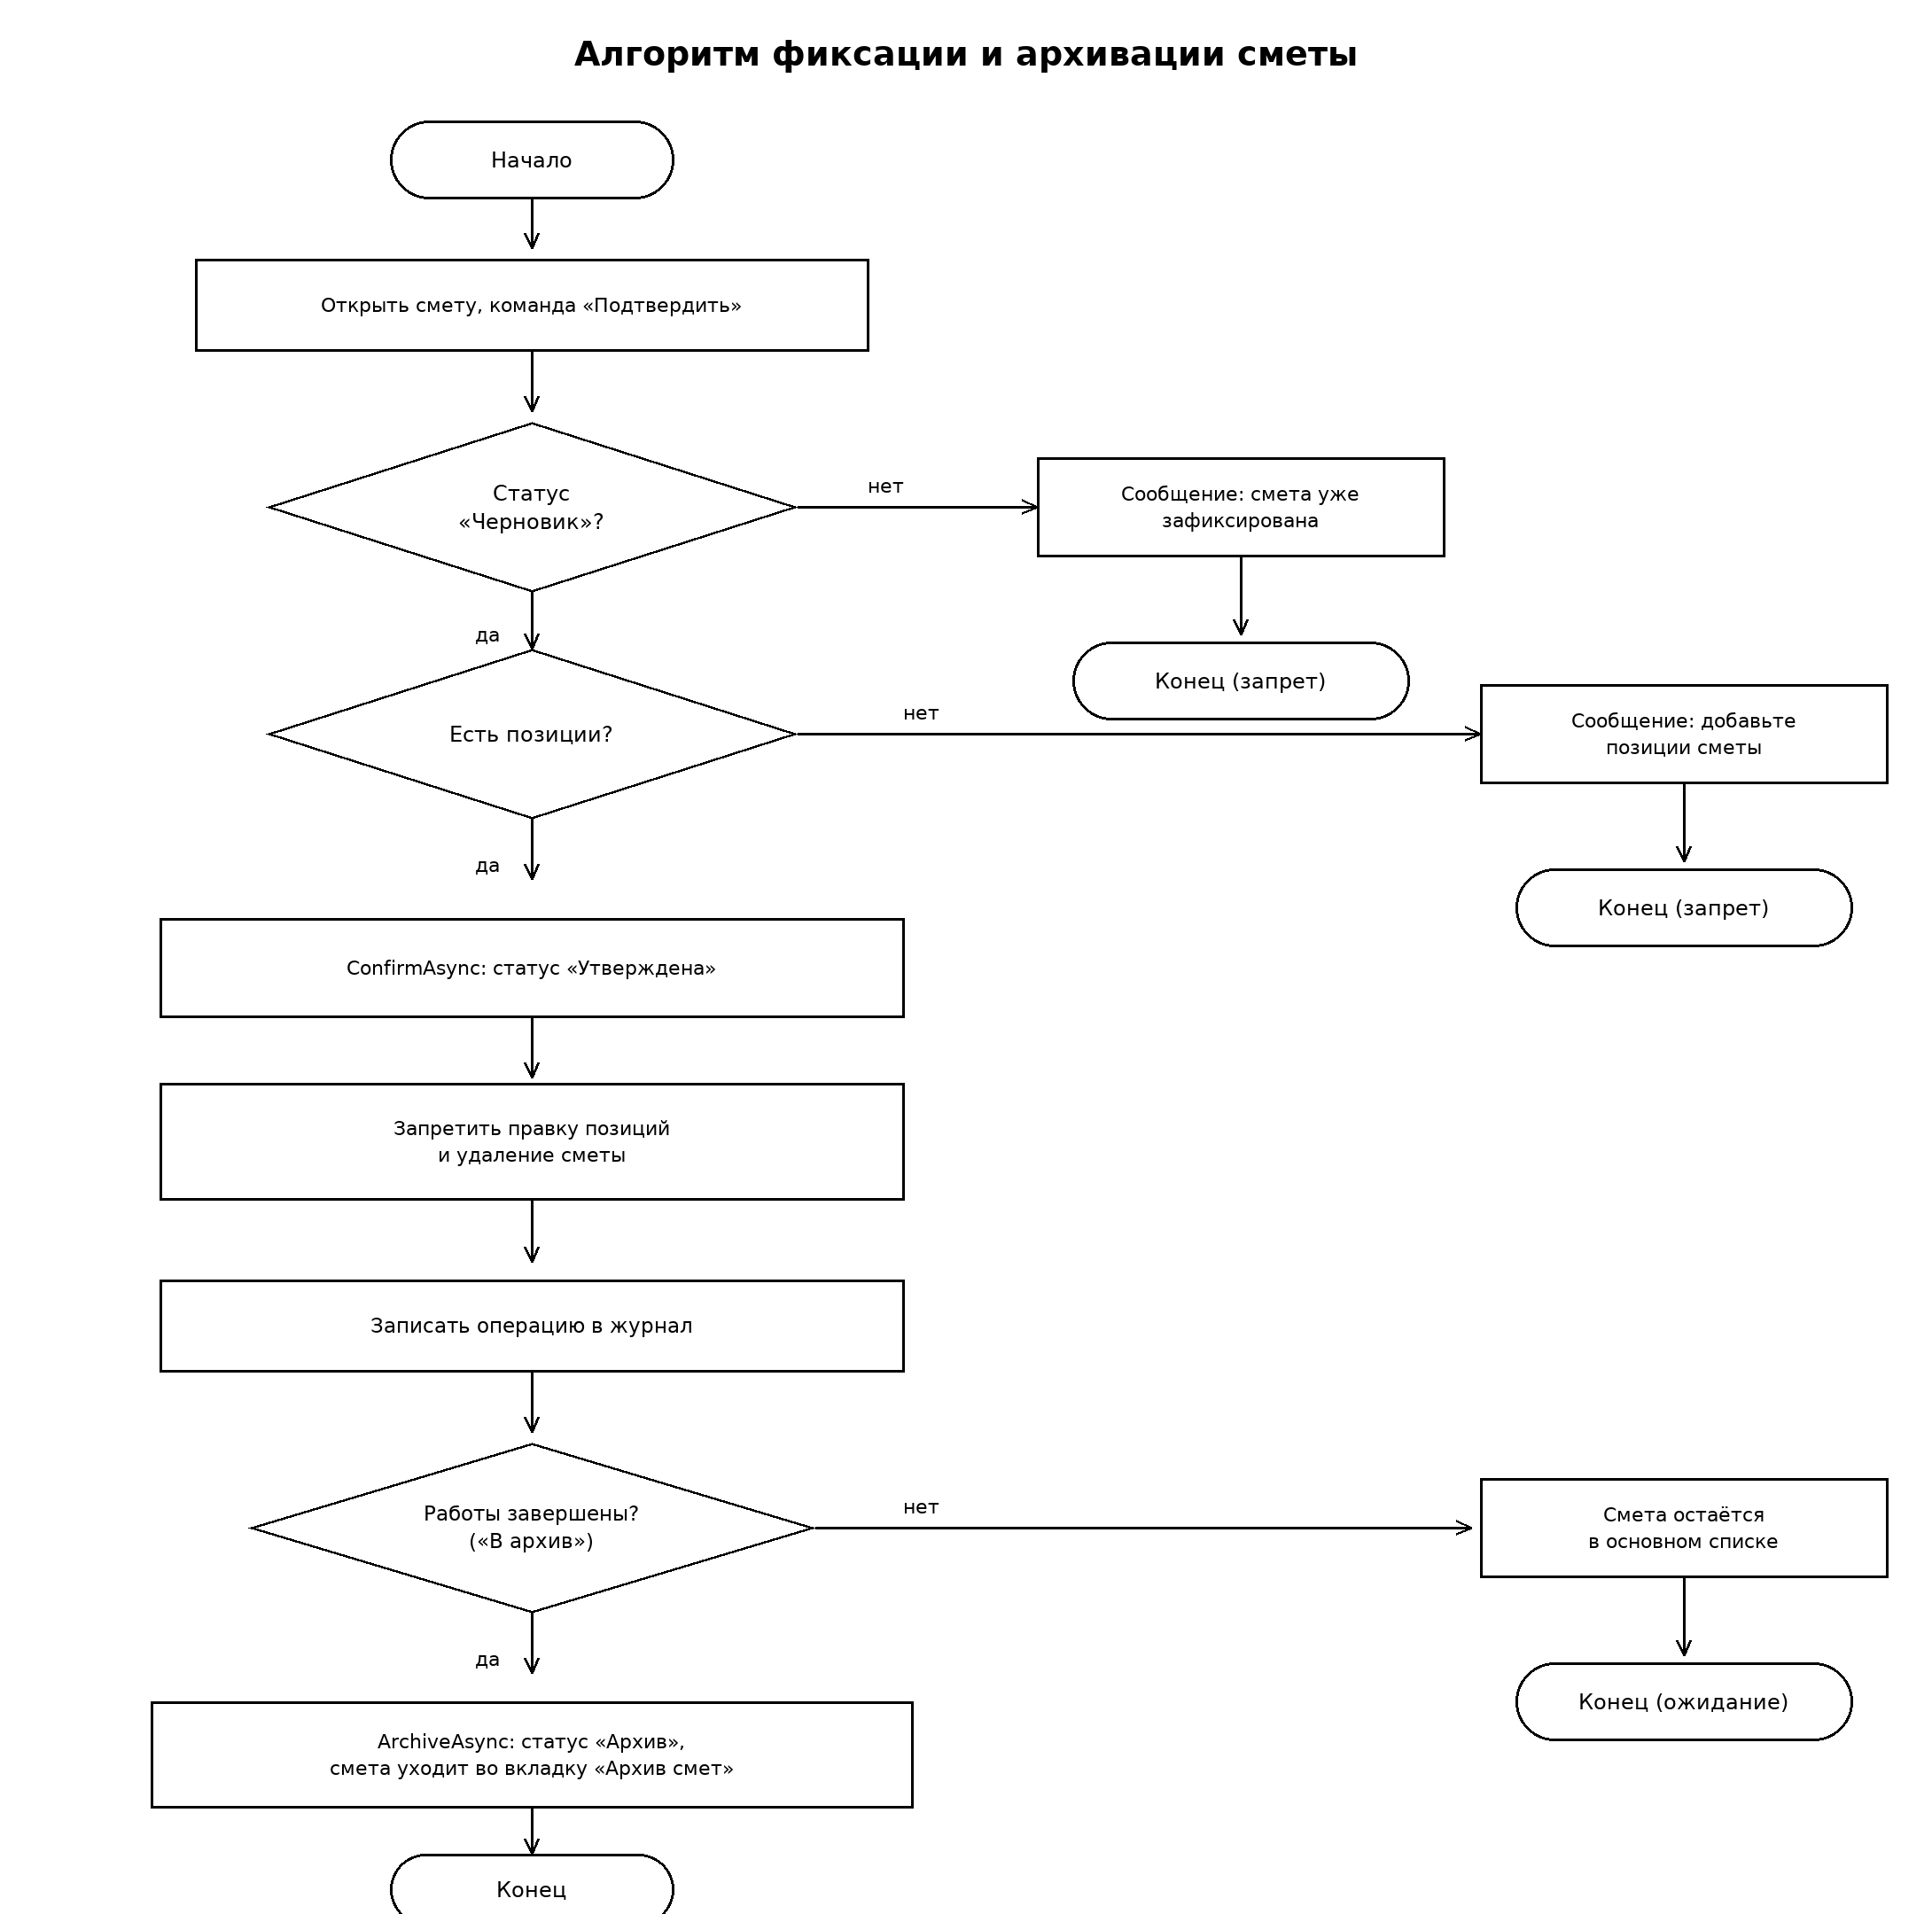 Алгоритм фиксации и архивации сметы
Начало
Открыть смету, команда «Подтвердить»
Статус
«Черновик»?
нет
Сообщение: смета уже
зафиксирована
да
Конец (запрет)
Есть позиции?
нет
Сообщение: добавьте
позиции сметы
да
Конец (запрет)
ConfirmAsync: статус «Утверждена»
Запретить правку позиций
и удаление сметы
Записать операцию в журнал
Работы завершены?
(«В архив»)
нет
Смета остаётся
в основном списке
да
Конец (ожидание)
ArchiveAsync: статус «Архив»,
смета уходит во вкладку «Архив смет»
Конец